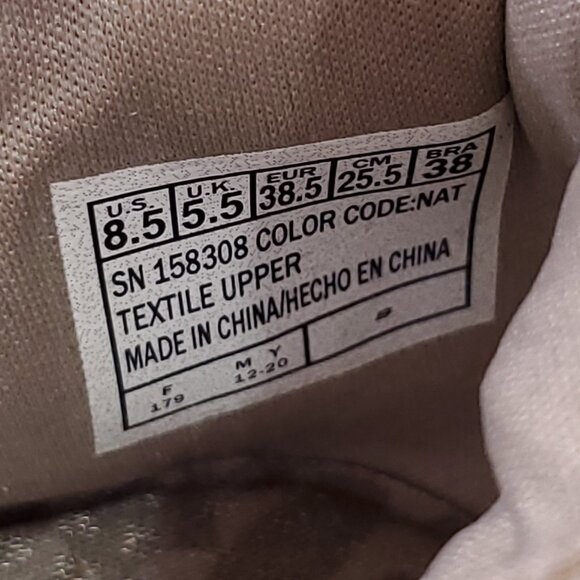 U.S. U.K. EUR CM BRA
8.5 5.5 38.5 25.5 38
SN 158308 COLOR CODE:NAT
TEXTILE UPPER
MADE IN CHINA/HECHO EN CHINA
F M Y
179 12-20